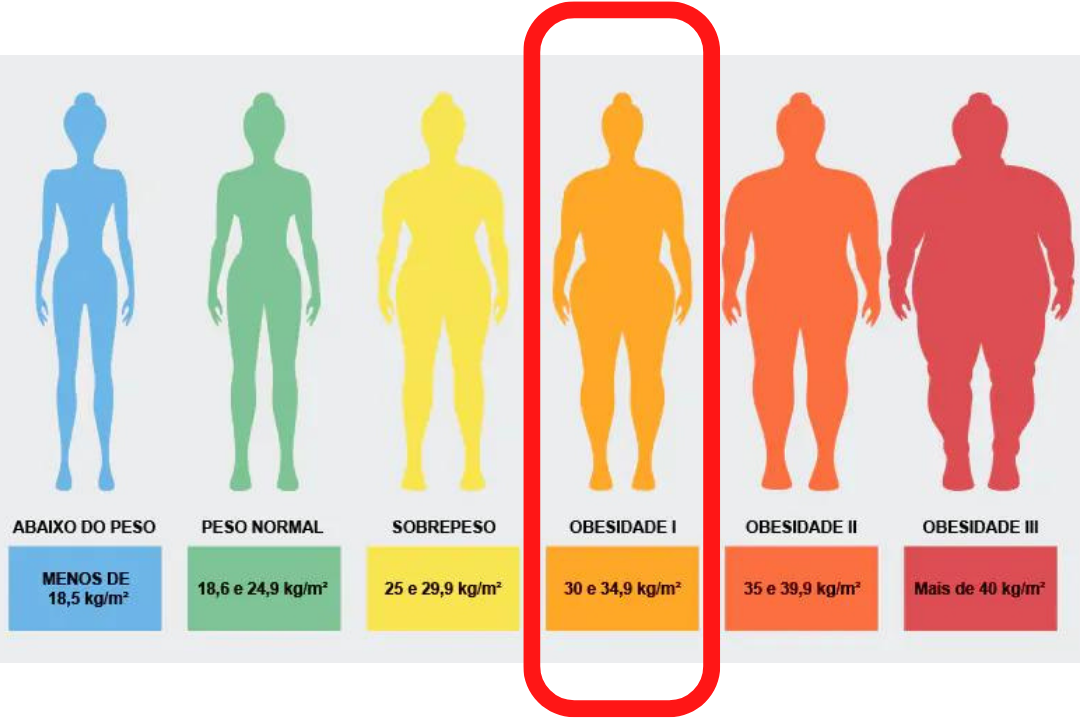 ABAIXO DO PESO
PESO NORMAL
SOBREPESO
OBESIDADE I
OBESIDADE II
OBESIDADE III
MENOS DE
18,5 kg/m²
18,6 e 24,9 kg/m²
25 e 29,9 kg/m²
30 e 34,9 kg/m²
35 e 39,9 kg/m²
Mais de 40 kg/m²